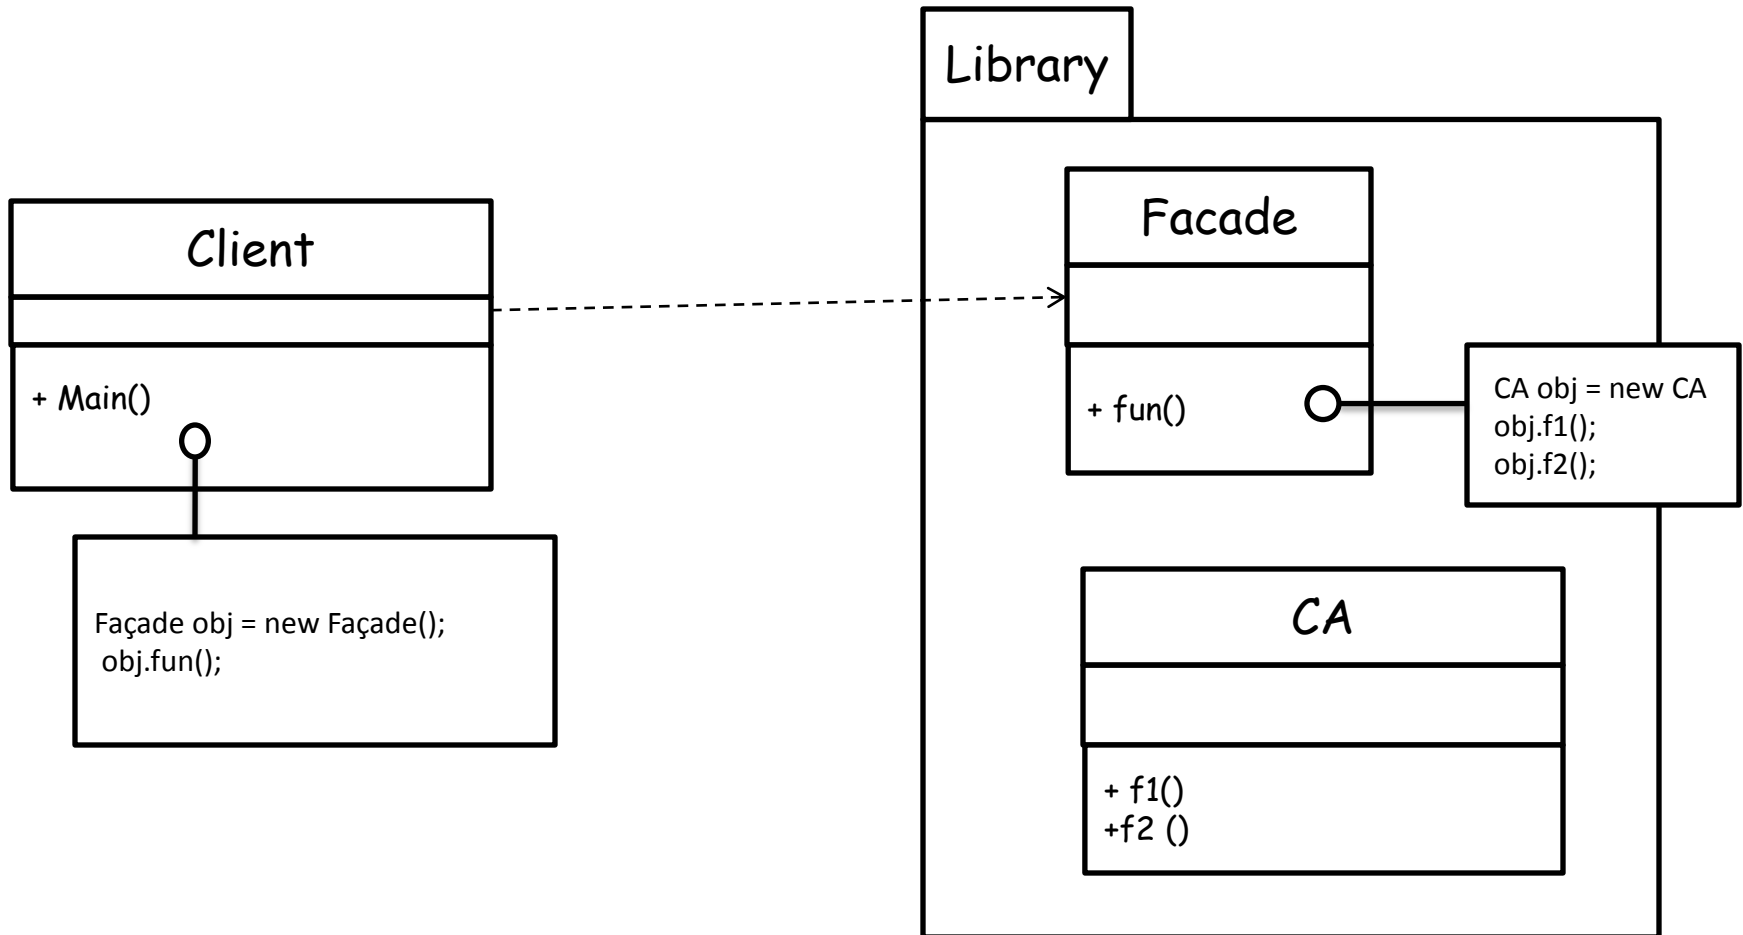 Library
Facade
Client
+ Main()
+ fun()
CA obj = new CA
obj.f1();
obj.f2();
Façade obj = new Façade();
obj.fun();
CA
+ f1()
+f2 ()